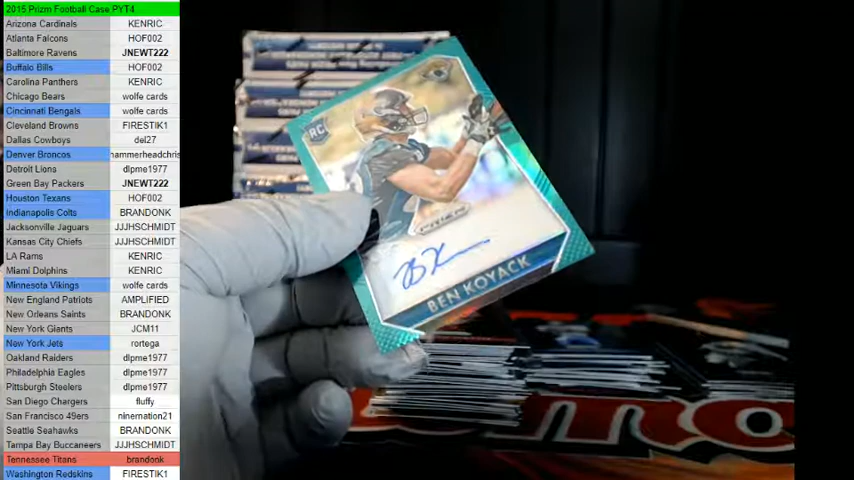 2015 Prizm Football Case PYT4
Arizona Cardinals KENRIC
Atlanta Falcons HOF002
Baltimore Ravens JNEWT222
Buffalo Bills HOF002
Carolina Panthers KENRIC
Chicago Bears wolfe cards
Cincinnati Bengals wolfe cards
Cleveland Browns FIRESTIK1
Dallas Cowboys del27
Denver Broncos hammerheadchris
Detroit Lions dlpme1977
Green Bay Packers JNEWT222
Houston Texans HOF002
Indianapolis Colts BRANDONK
Jacksonville Jaguars JJJHSCHMIDT
Kansas City Chiefs JJJHSCHMIDT
LA Rams KENRIC
Miami Dolphins KENRIC
Minnesota Vikings wolfe cards
New England Patriots AMPLIFIED
New Orleans Saints BRANDONK
New York Giants JCM11
New York Jets rortega
Oakland Raiders dlpme1977
Philadelphia Eagles dlpme1977
Pittsburgh Steelers dlpme1977
San Diego Chargers fluffy
San Francisco 49ers ninernation21
Seattle Seahawks BRANDONK
Tampa Bay Buccaneers JJJHSCHMIDT
Tennessee Titans brandonk
Washington Redskins FIRESTIK1
RC
PRIZM
BEN KOYACK